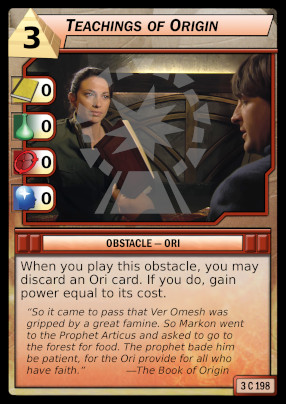 3
TEACHINGS OF ORIGIN
0
0
0
0
OBSTACLE – ORI
When you play this obstacle, you may
discard an Ori card. If you do, gain
power equal to its cost.
"So it came to pass that Ver Omesh was
gripped by a great famine. So Markon went
to the Prophet Articus and asked to go to
the forest for food. The prophet bade him
be patient, for the Ori provide for all who
have faith." —The Book of Origin
3 C 198